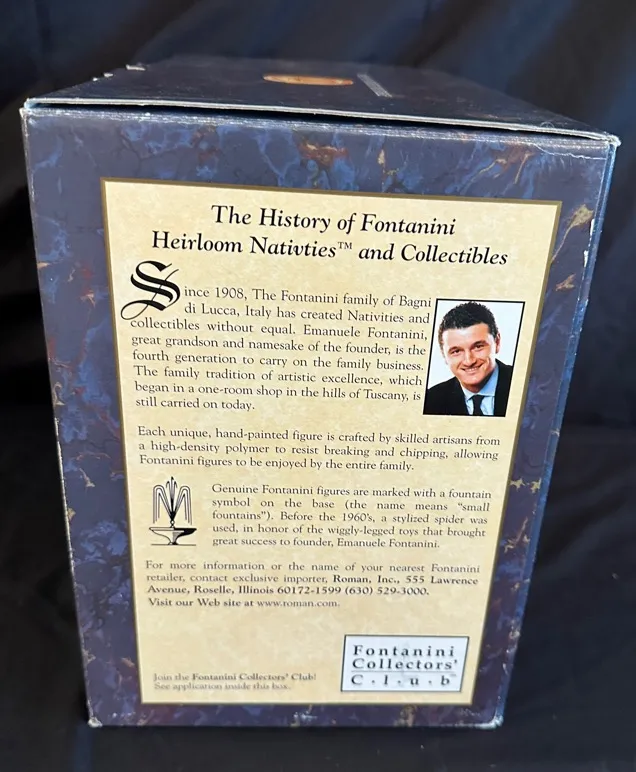 The History of Fontanini
Heirloom Nativties™ and Collectibles
Since 1908, The Fontanini family of Bagni
di Lucca, Italy has created Nativities and
collectibles without equal. Emanuele Fontanini,
great grandson and namesake of the founder, is the
fourth generation to carry on the family business.
The family tradition of artistic excellence, which
began in a one-room shop in the hills of Tuscany, is
still carried on today.
Each unique, hand-painted figure is crafted by skilled artisans from
a high-density polymer to resist breaking and chipping, allowing
Fontanini figures to be enjoyed by the entire family.
Genuine Fontanini figures are marked with a fountain
symbol on the base (the name means "small
fountains"). Before the 1960's, a stylized spider was
used, in honor of the wiggly-legged toys that brought
great success to founder, Emanuele Fontanini.
For more information or the name of your nearest Fontanini
retailer, contact exclusive importer, Roman, Inc., 555 Lawrence
Avenue, Roselle, Illinois 60172-1599 (630) 529-3000.
Visit our Web site at www.roman.com.
Join the Fontanini Collectors' Club!
See application inside this box.
Fontanini
Collectors'
C·l·u·b™